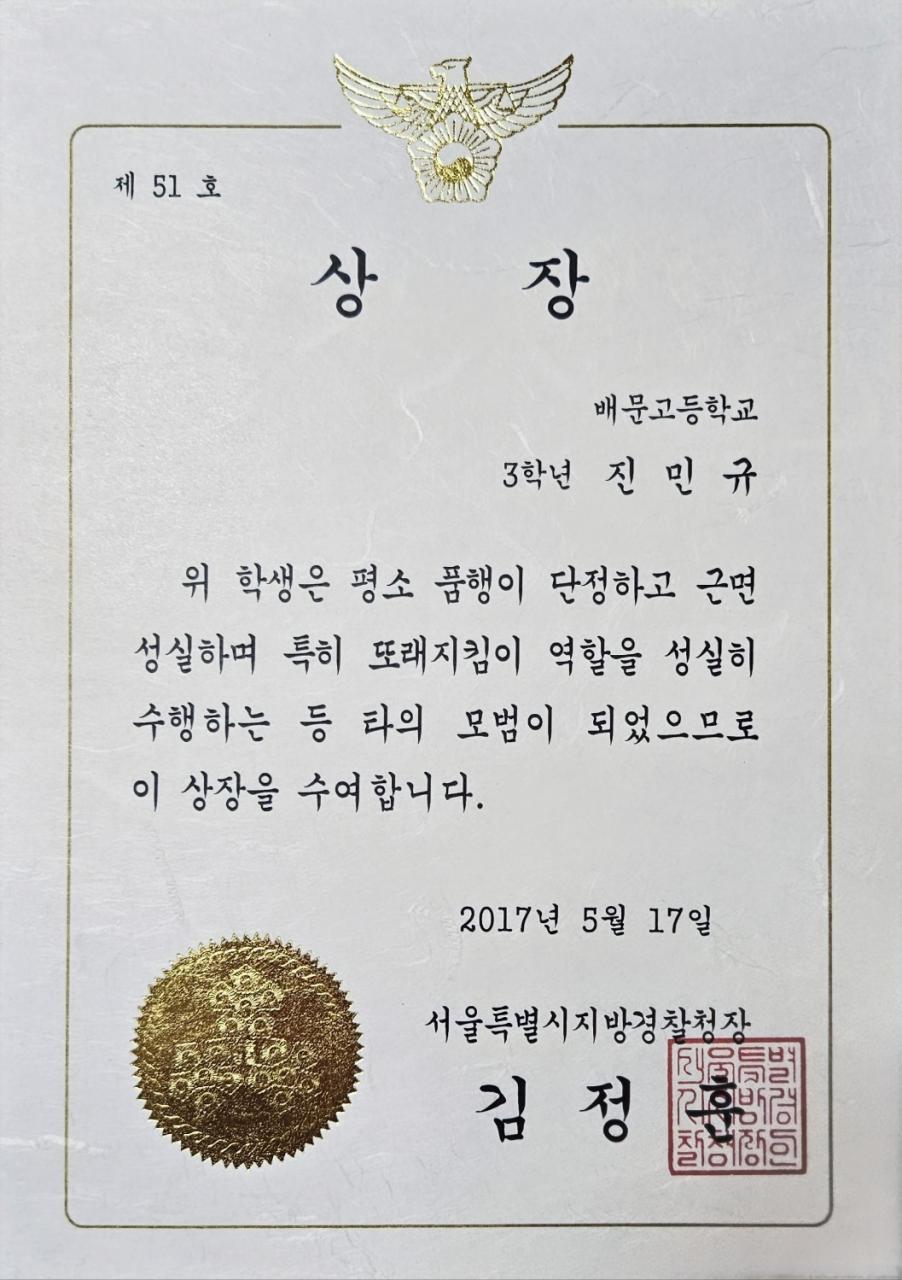 제 51 호
상 장
배문고등학교
3학년 진 민 규
위 학생은 평소 품행이 단정하고 근면
성실하며 특히 또래지킴이 역할을 성실히
수행하는 등 타의 모범이 되었으므로
이 상장을 수여합니다.
2017년 5월 17일
서울특별시지방경찰청장
김 정 훈